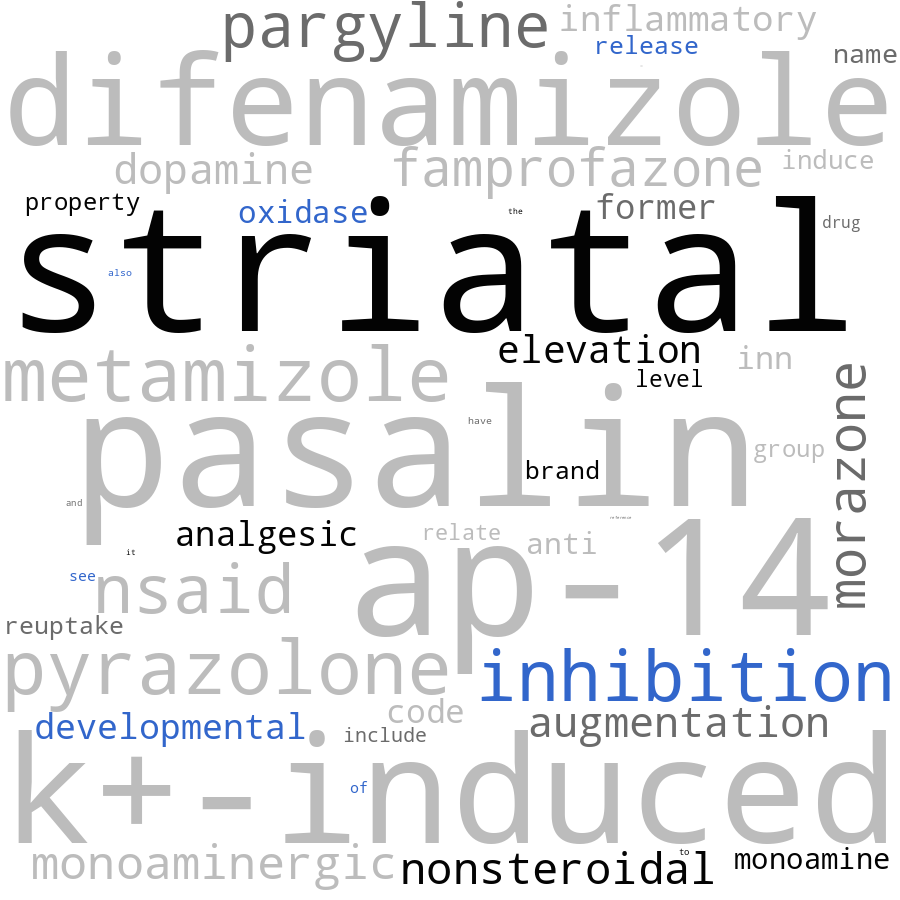 pargyline
inflammatory
release
name
difenamizole
dopamine
famprofazone
induce
property
oxidase
the
former
drug
striatal
also
elevation
metamizole
inn
level
morazone
pasalin
have
group
brand
and
analgesic
relate
anti
it
ap-14
see
nsaid
reuptake
pyrazolone
inhibition
code
developmental
augmentation
include
k+-induced
of
monoaminergic
nonsteroidal
to
monoamine